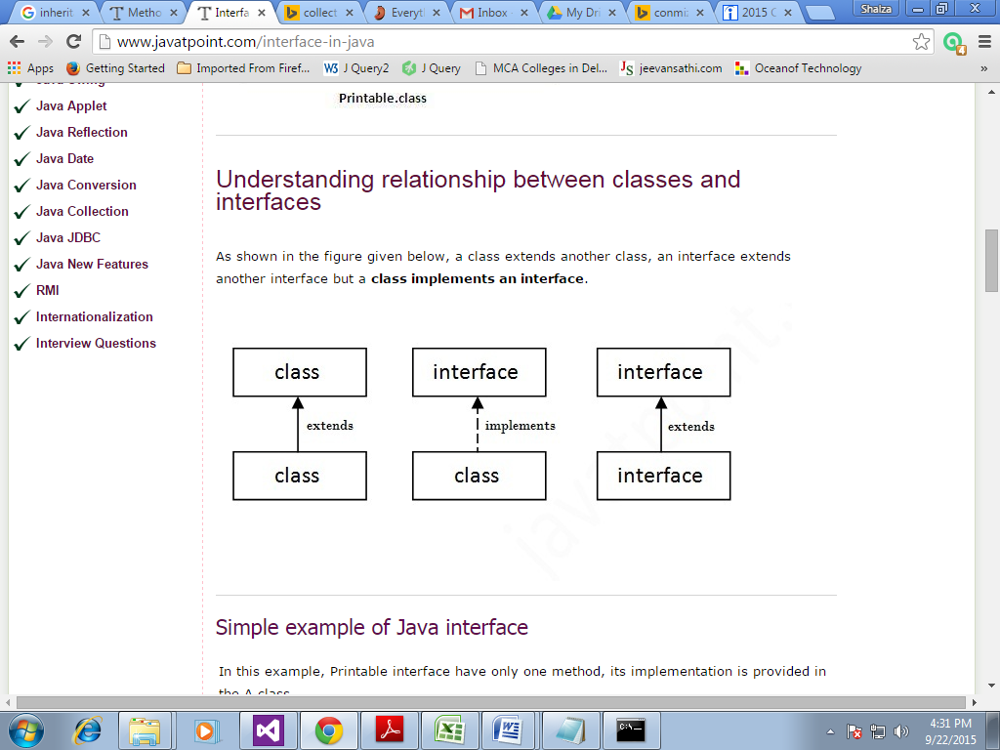 inherit
Metho
Interfa
collect
Everyt
Inbox -
My Dri
conmi
2015 C
Shalza
www.javatpoint.com/interface-in-java
4
Apps
Getting Started
Imported From Firef...
W3 J Query2
J Query
MCA Colleges in Del...
JS jeevansathi.com
Oceanof Technology
»
Java Applet
Java Reflection
Java Date
Java Conversion
Java Collection
Java JDBC
Java New Features
RMI
Internationalization
Interview Questions
Printable.class
Understanding relationship between classes and
interfaces
As shown in the figure given below, a class extends another class, an interface extends
another interface but a class implements an interface.
class
interface
interface
extends
implements
extends
class
class
interface
javatpoint.
Simple example of Java interface
In this example, Printable interface have only one method, its implementation is provided in
the A class.
C:\_
4:31 PM
9/22/2015